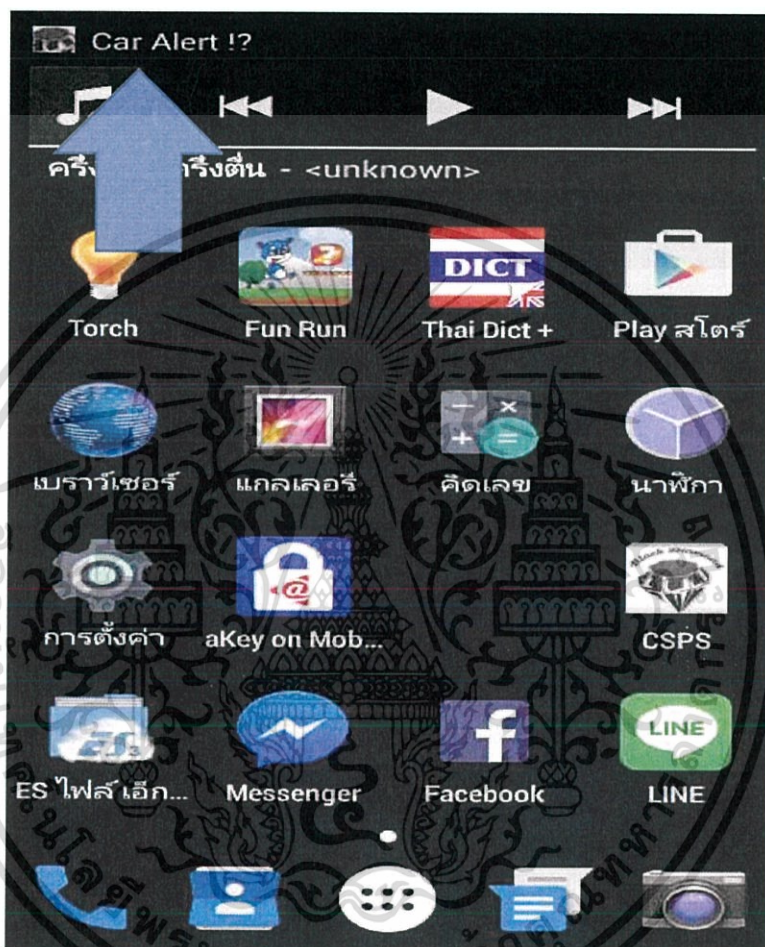 Car Alert !?
ครึ่ง
ารึ่งตื่น - <unknown>
DICT
Torch
Fun Run
Thai Dict +
Play สโตร์
เบราว์เซอร์
แกลเลอรี
คิดเลข
นาฬิกา
@
การตั้งค่า
aKey on Mob...
CSPS
ES ไฟล์ เอ็ก...
Messenger
Facebook
LINE
LINE